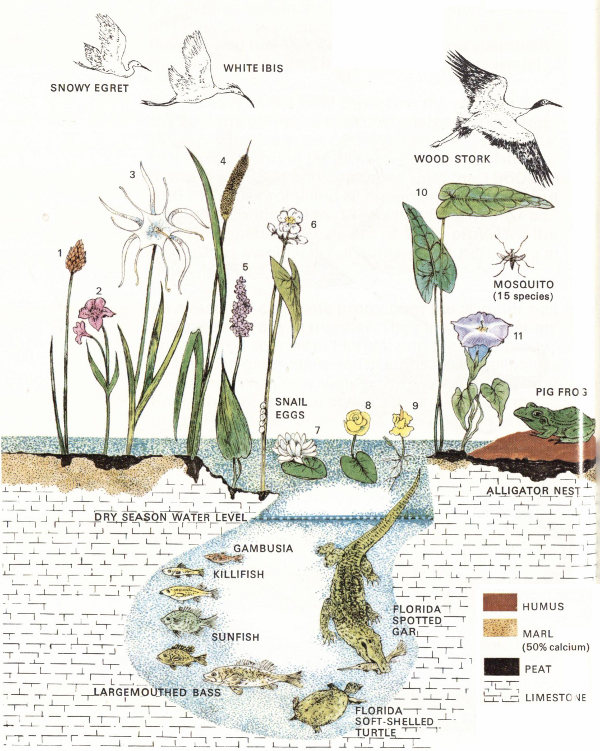 SNOWY EGRET
WHITE IBIS
WOOD STORK
1
2
3
4
5
6
10
MOSQUITO
(15 species)
11
SNAIL
EGGS
7
8
9
PIG FROG
ALLIGATOR NEST
DRY SEASON WATER LEVEL
GAMBUSIA
KILLIFISH
SUNFISH
LARGEMOUTHED BASS
FLORIDA
SPOTTED
GAR
FLORIDA
SOFT-SHELLED
TURTLE
HUMUS
MARL
(50% calcium)
PEAT
LIMESTONE